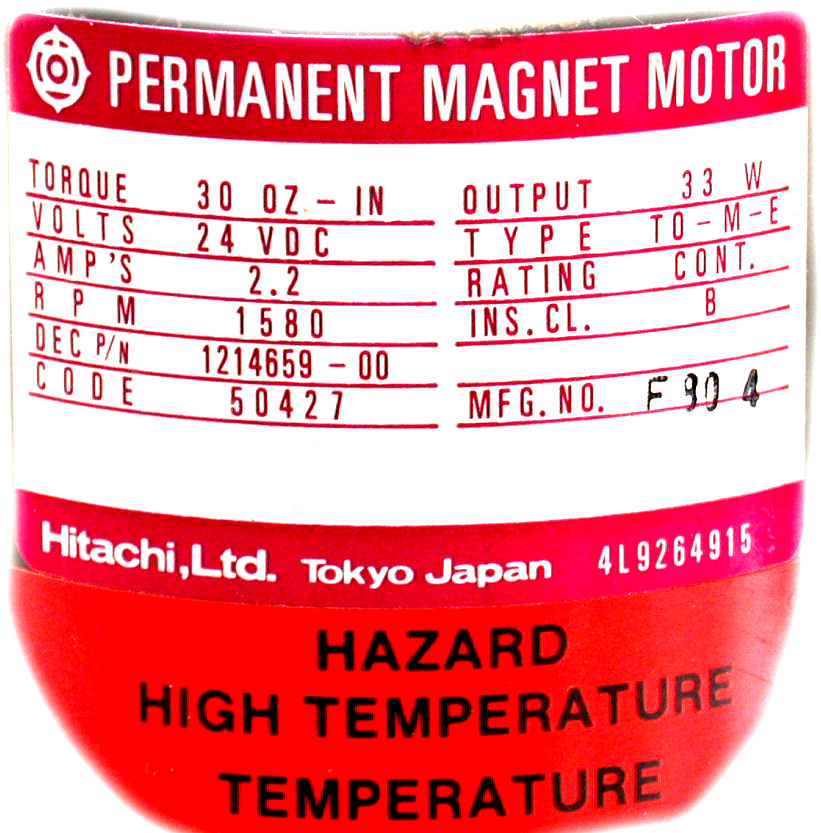 PERMANENT MAGNET MOTOR
TORQUE 30 OZ.-IN
VOLTS 24 VDC
AMP'S 2.2
RPM 1580
DEC P/N 1214659-00
CODE 50427
OUTPUT 33 W
TYPE TO-M-E
RATING CONT.
INS.CL. B
MFG.NO. F 90 4
Hitachi,Ltd. Tokyo Japan 4L9264915
HAZARD
HIGH TEMPERATURE
TEMPERATURE